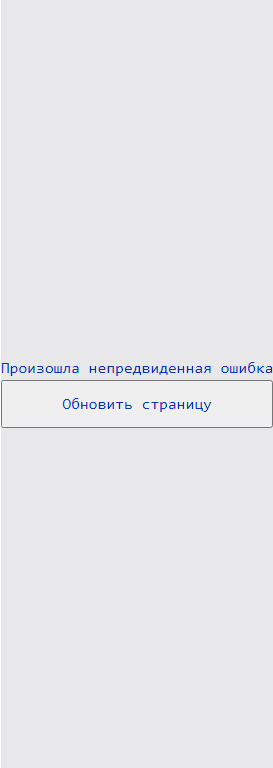 Произошла непредвиденная ошибка
Обновить страницу